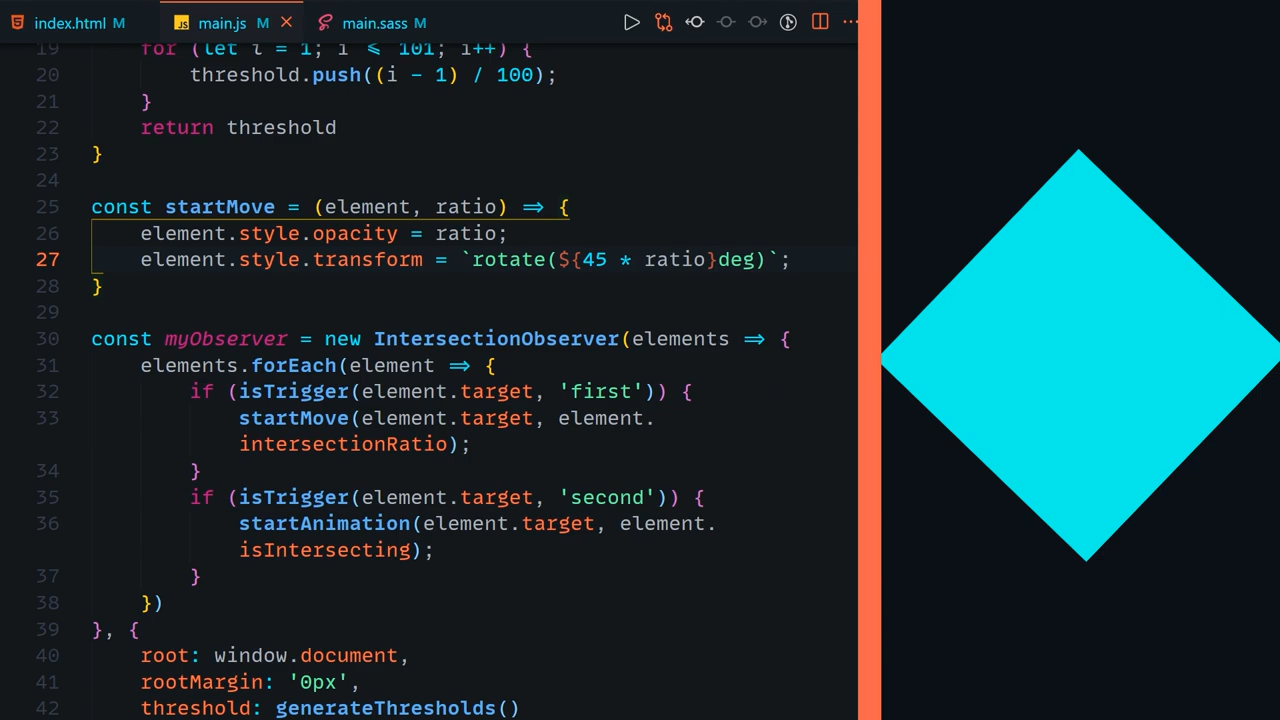 index.html M
JS main.js M
main.sass M
19 for (let i = 1; i <= 101; i++) {
20 threshold.push((i - 1) / 100);
21 }
22 return threshold
23 }
24
25 const startMove = (element, ratio) => {
26 element.style.opacity = ratio;
27 element.style.transform = `rotate(${45 * ratio}deg)`;
28 }
29
30 const myObserver = new IntersectionObserver(elements => {
31 elements.forEach(element => {
32 if (isTrigger(element.target, 'first')) {
33 startMove(element.target, element.
intersectionRatio);
34 }
35 if (isTrigger(element.target, 'second')) {
36 startAnimation(element.target, element.
isIntersecting);
37 }
38 })
39 }, {
40 root: window.document,
41 rootMargin: '0px',
42 threshold: generateThresholds()